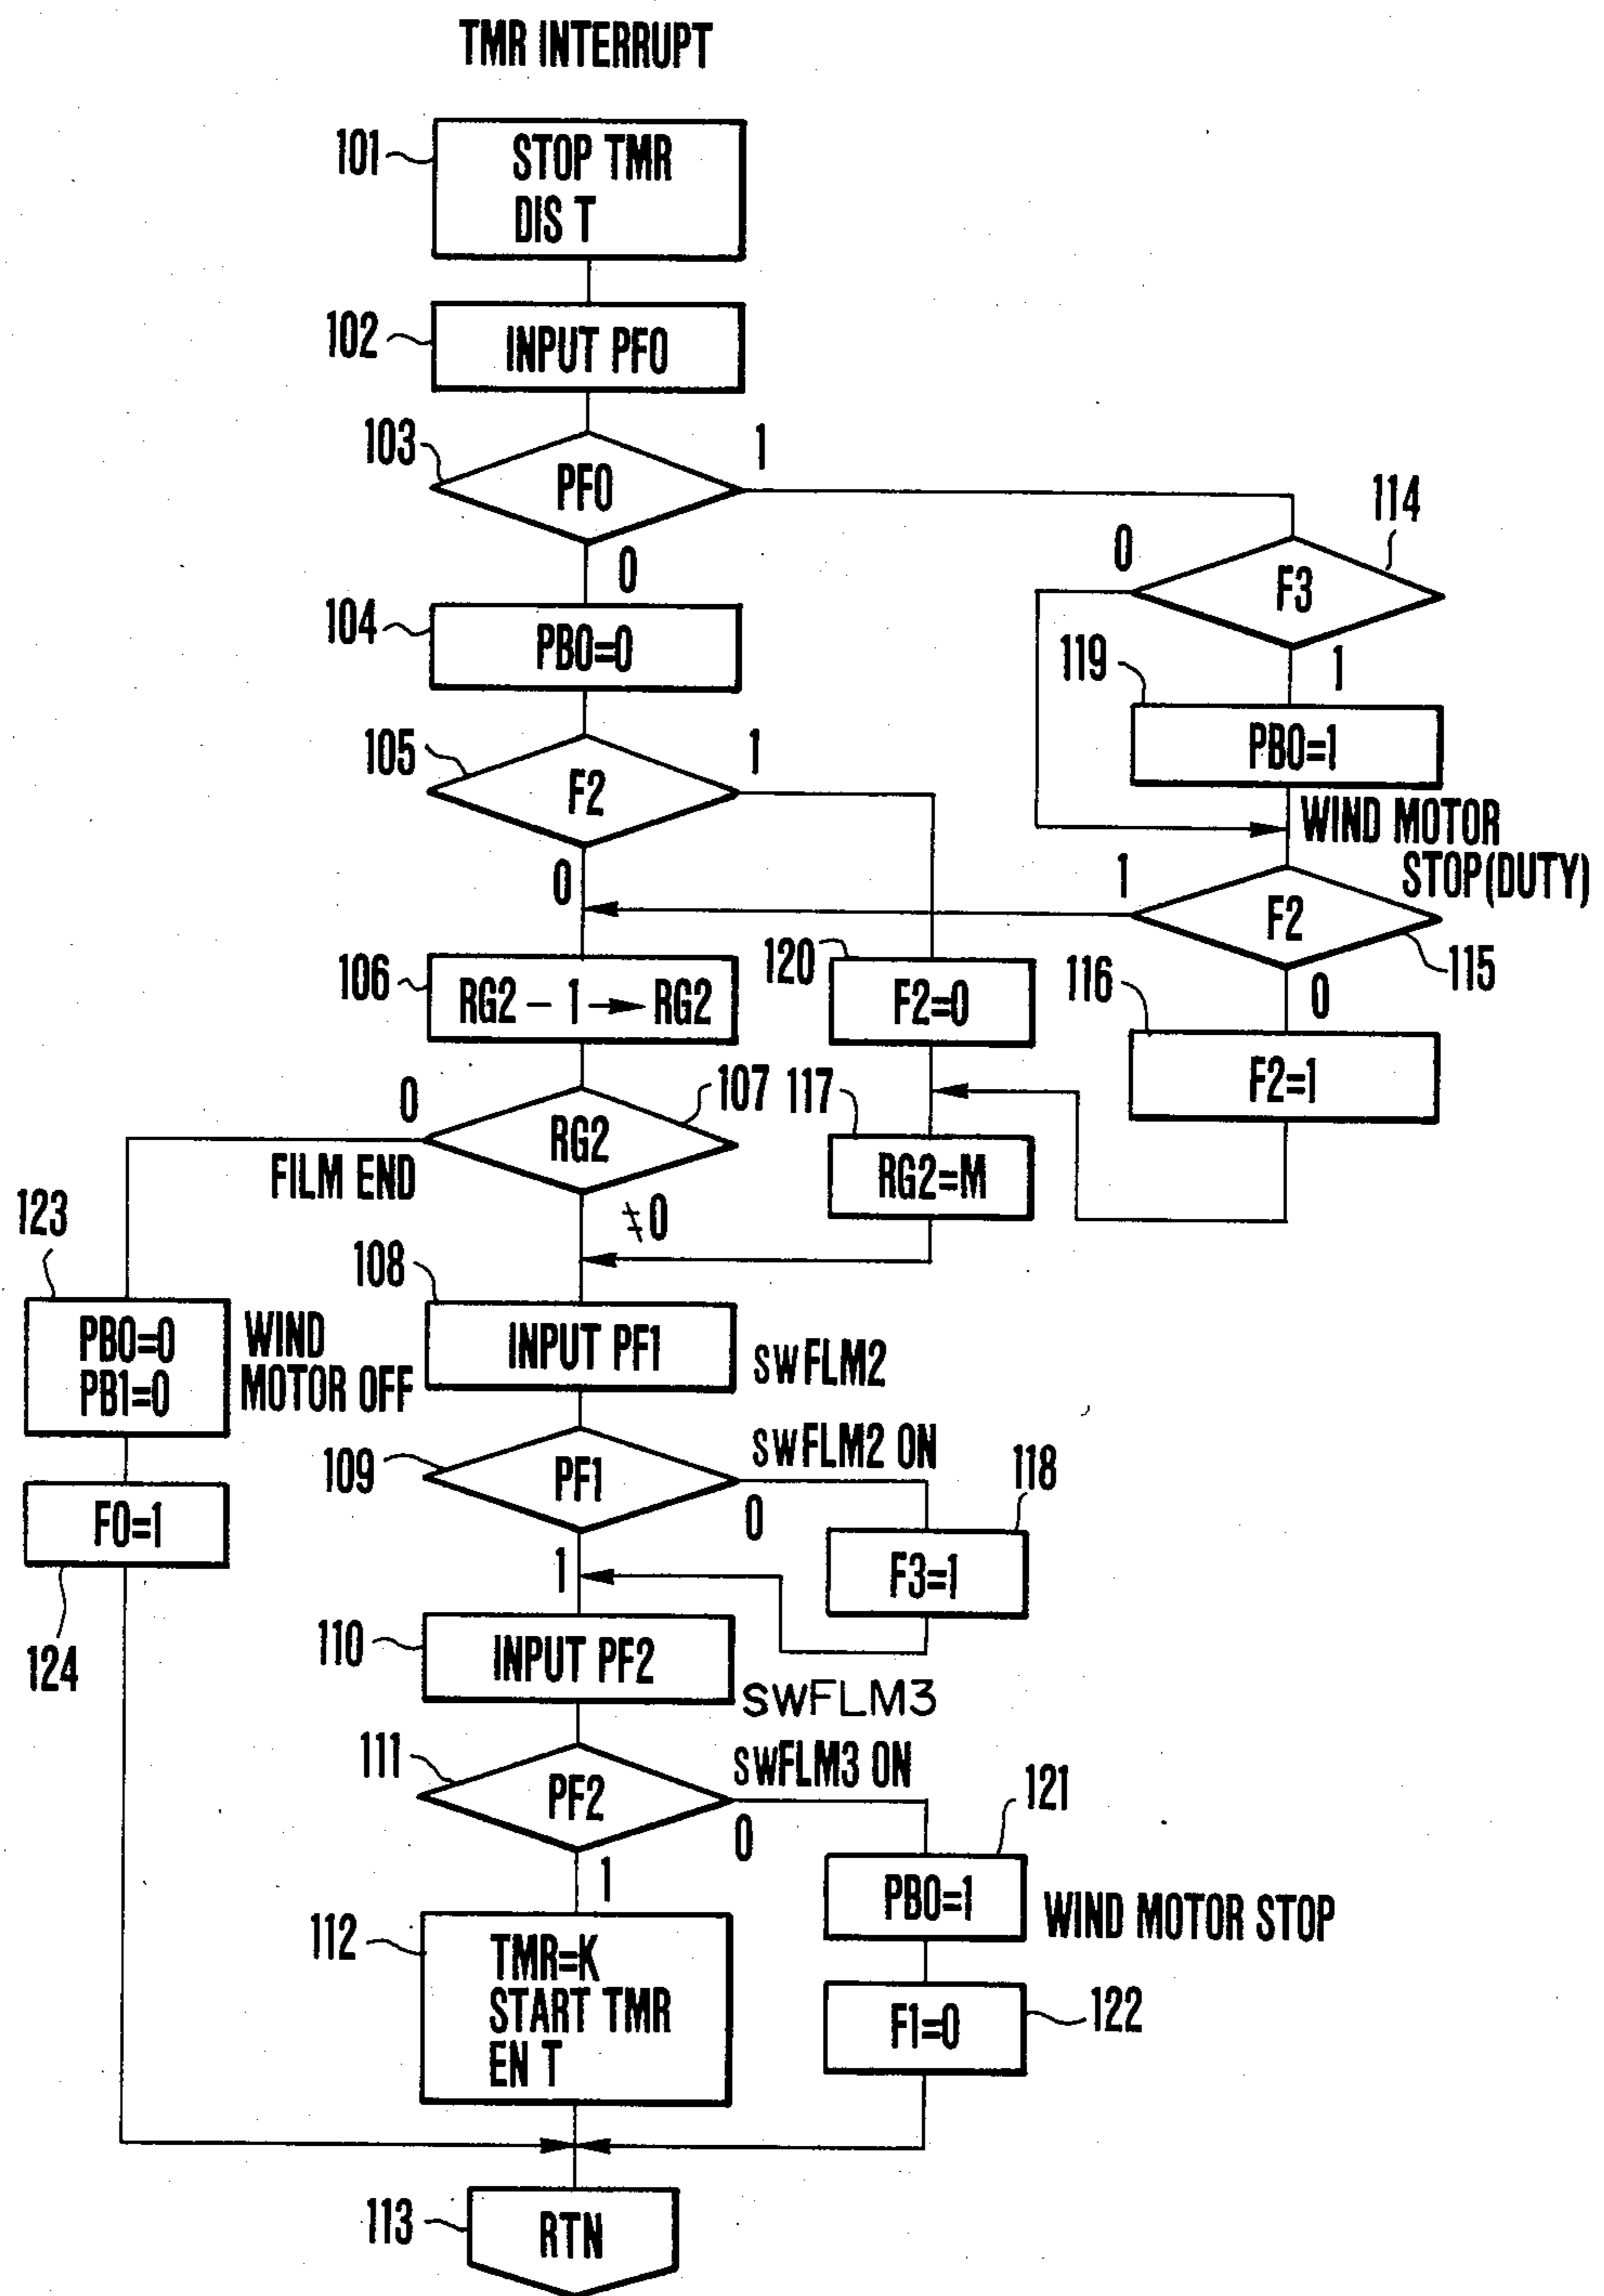 TMR INTERRUPT
101
STOP TMR
DIS T
102
INPUT PF0
103
PF0
1
0
114
F3
0
1
104
PB0=0
119
PB0=1
WIND MOTOR
STOP(DUTY)
105
F2
1
0
F2
1
0
115
106
RG2 - 1 → RG2
120
F2=0
116
F2=1
107
RG2
0
FILM END
≠0
117
RG2=M
123
PB0=0
PB1=0
WIND
MOTOR OFF
108
INPUT PF1
SWFLM2
109
PF1
SWFLM2 ON
0
1
118
F3=1
F0=1
124
110
INPUT PF2
SWFLM3
111
PF2
SWFLM3 ON
0
1
121
PB0=1
WIND MOTOR STOP
112
TMR=K
START TMR
EN T
F1=0
122
113
RTN